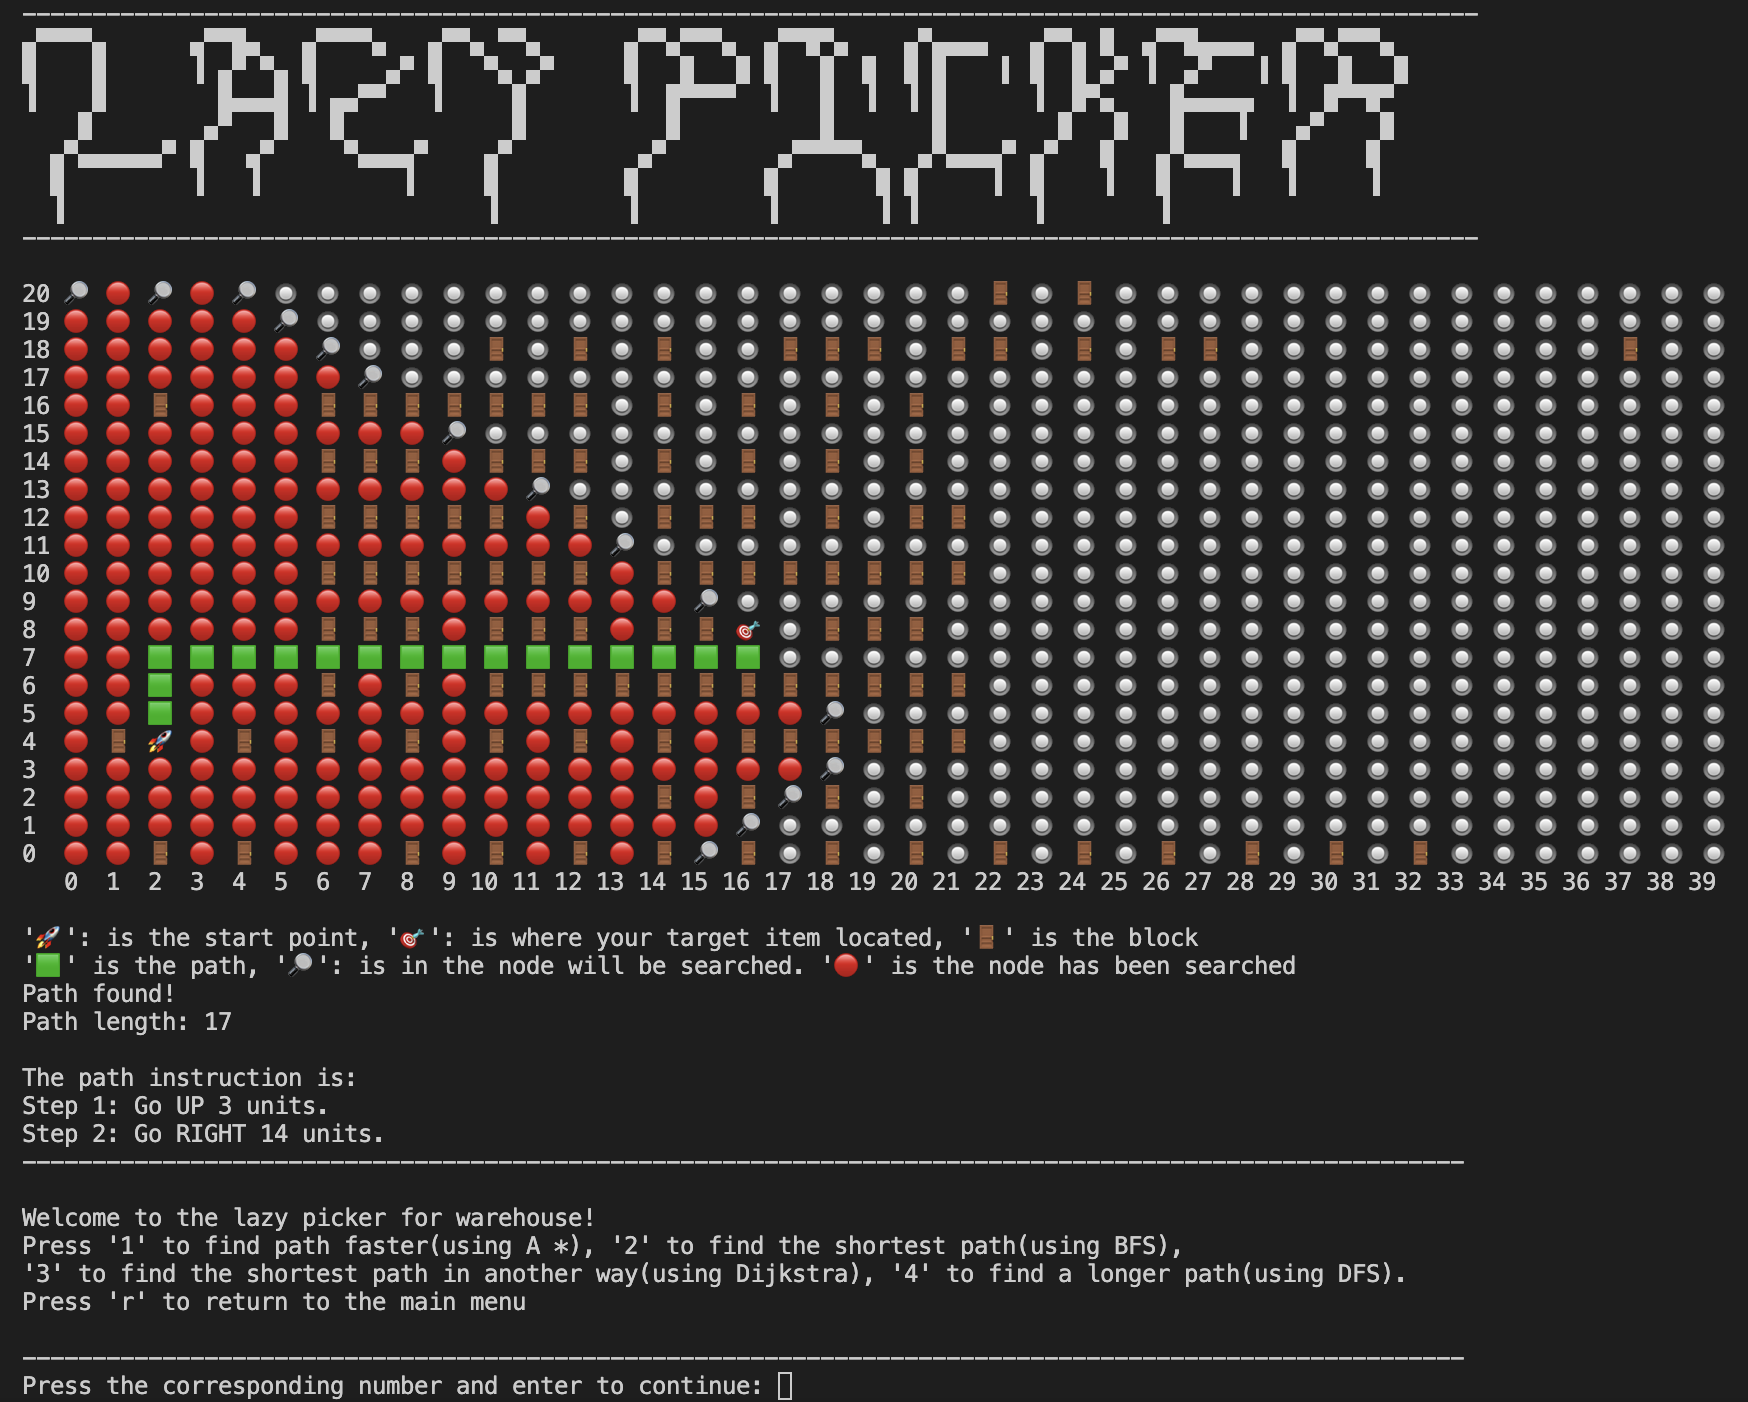 LAZY PICKER
20
19
18
17
16
15
14
13
12
11
10
9
8
7
6
5
4
3
2
1
0
0 1 2 3 4 5 6 7 8 9 10 11 12 13 14 15 16 17 18 19 20 21 22 23 24 25 26 27 28 29 30 31 32 33 34 35 36 37 38 39
'🚀': is the start point, '🎯': is where your target item located, '🚪' is the block
'🟩' is the path, '🔎': is in the node will be searched. '🔴' is the node has been searched
Path found!
Path length: 17
The path instruction is:
Step 1: Go UP 3 units.
Step 2: Go RIGHT 14 units.
Welcome to the lazy picker for warehouse!
Press '1' to find path faster(using A *), '2' to find the shortest path(using BFS),
'3' to find the shortest path in another way(using Dijkstra), '4' to find a longer path(using DFS).
Press 'r' to return to the main menu
Press the corresponding number and enter to continue: